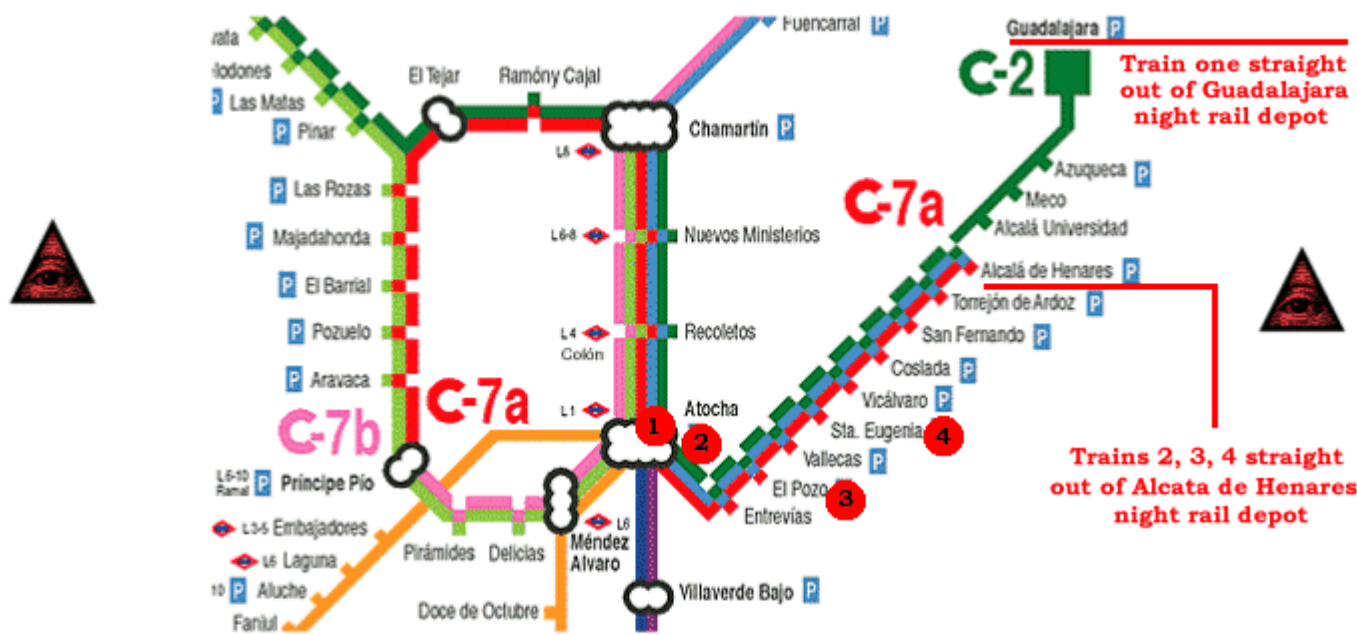 Fuencarral P
Guadalajara P
C-2
Train one straight
out of Guadalajara
night rail depot
vata
elodones
P Las Matas
P Pinar
El Tejar
Ramóny Cajal
Chamartín P
L8
P Las Rozas
P Majadahonda
P El Barrial
P Pozuelo
P Aravaca
L6-8
Nuevos Ministerios
L4
Colón
Recoletos
L1
Atocha
1
2
C-7a
Azuqueca P
Meco
Alcalá Universidad
Alcalá de Henares P
Torrejón de Ardoz P
San Fernando P
Coslada P
Vicálvaro P
Sta. Eugenia 4
Vallecas P
El Pozo 3
Entrevías
Trains 2, 3, 4 straight
out of Alcata de Henares
night rail depot
C-7b
C-7a
L6-10
Ramal
P Principe Pío
L3-5 Embajadores
L6 Laguna
10 P Aluche
Fanjul
Pirámides
Delicias
L6
Méndez
Alvaro
Doce de Octubre
Villaverde Bajo P